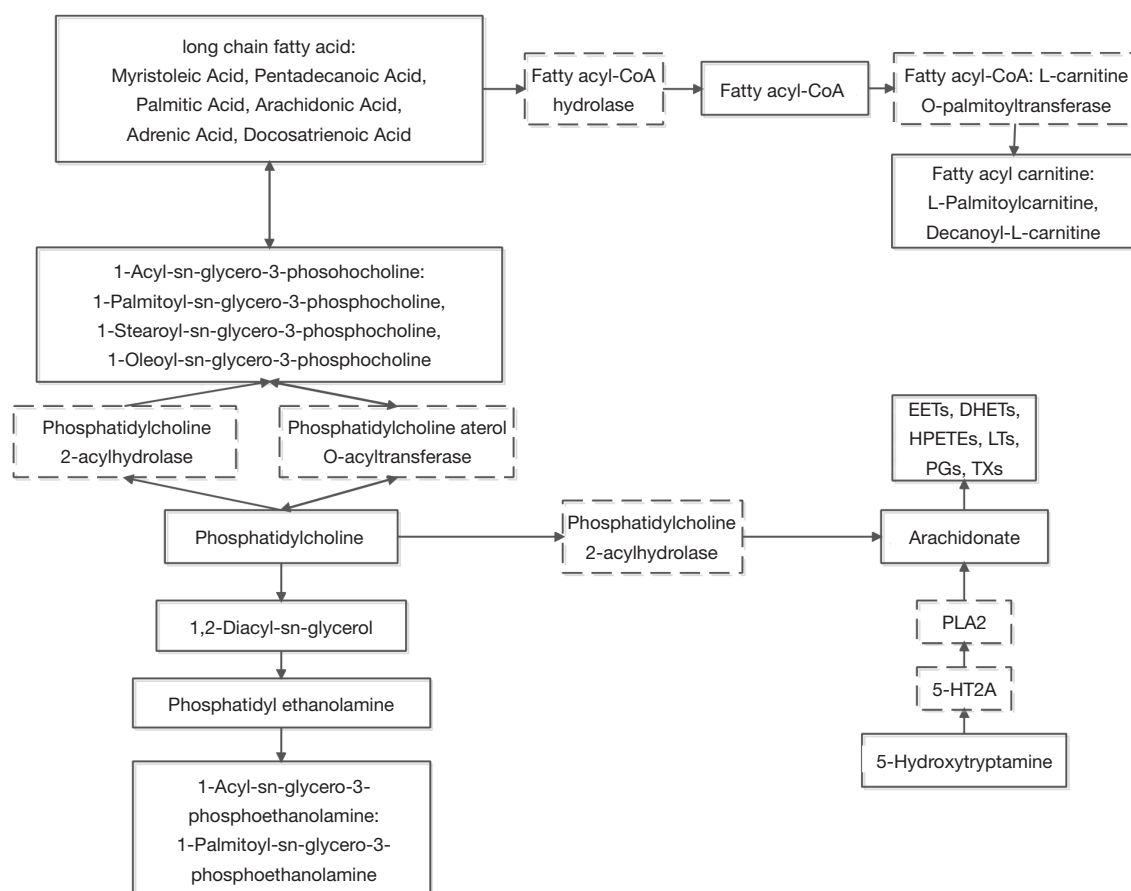 long chain fatty acid:
Myristoleic Acid, Pentadecanoic Acid,
Palmitic Acid, Arachidonic Acid,
Adrenic Acid, Docosatrienoic Acid
Fatty acyl-CoA
hydrolase
Fatty acyl-CoA
Fatty acyl-CoA: L-carnitine
O-palmitoyltransferase
Fatty acyl carnitine:
L-Palmitoylcarnitine,
Decanoyl-L-carnitine
1-Acyl-sn-glycero-3-phosohocholine:
1-Palmitoyl-sn-glycero-3-phosphocholine,
1-Stearoyl-sn-glycero-3-phosphocholine,
1-Oleoyl-sn-glycero-3-phosphocholine
Phosphatidylcholine
2-acylhydrolase
Phosphatidylcholine aterol
O-acyltransferase
EETs, DHETs,
HPETEs, LTs,
PGs, TXs
Phosphatidylcholine
Phosphatidylcholine
2-acylhydrolase
Arachidonate
1,2-Diacyl-sn-glycerol
PLA2
Phosphatidyl ethanolamine
5-HT2A
5-Hydroxytryptamine
1-Acyl-sn-glycero-3-
phosphoethanolamine:
1-Palmitoyl-sn-glycero-3-
phosphoethanolamine